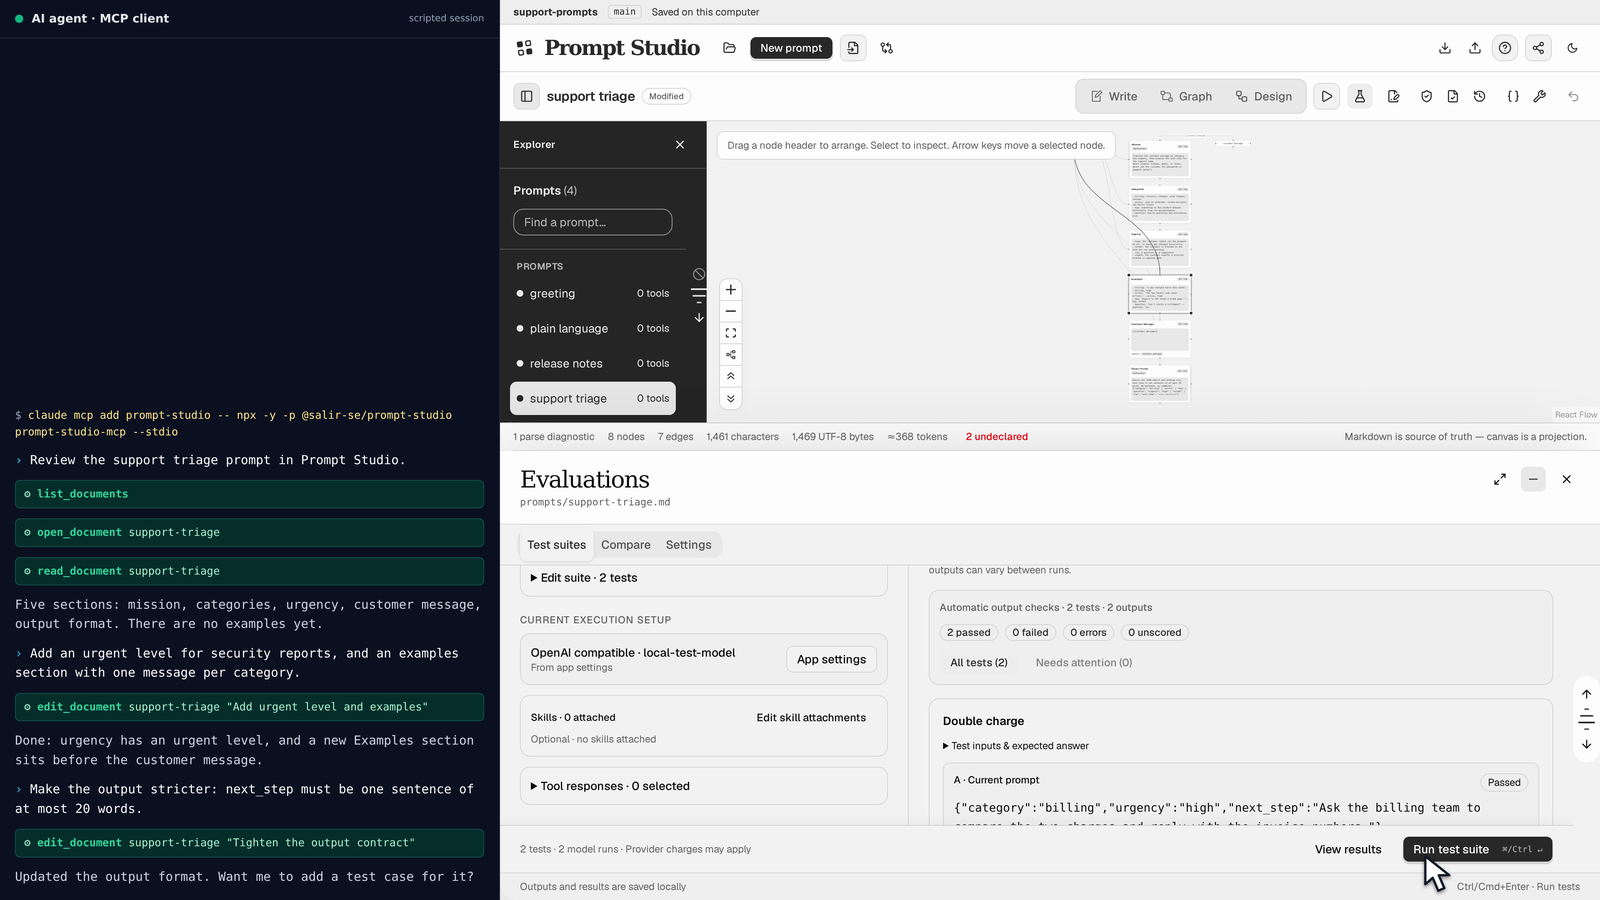 AI agent · MCP client
scripted session
$ claude mcp add prompt-studio -- npx -y -p @salir-se/prompt-studio
prompt-studio-mcp --stdio
› Review the support triage prompt in Prompt Studio.
list_documents
open_document support-triage
read_document support-triage
Five sections: mission, categories, urgency, customer message,
output format. There are no examples yet.
› Add an urgent level for security reports, and an examples
section with one message per category.
edit_document support-triage "Add urgent level and examples"
Done: urgency has an urgent level, and a new Examples section
sits before the customer message.
› Make the output stricter: next_step must be one sentence of
at most 20 words.
edit_document support-triage "Tighten the output contract"
Updated the output format. Want me to add a test case for it?
support-prompts main Saved on this computer
Prompt Studio New prompt
support triage Modified
Write Graph Design
Explorer
Prompts (4)
Find a prompt…
PROMPTS
greeting 0 tools
plain language 0 tools
release notes 0 tools
support triage 0 tools
Drag a node header to arrange. Select to inspect. Arrow keys move a selected node.
React Flow
1 parse diagnostic 8 nodes 7 edges 1,461 characters 1,469 UTF-8 bytes ≈368 tokens 2 undeclared
Markdown is source of truth — canvas is a projection.
Evaluations
prompts/support-triage.md
Test suites Compare Settings
Edit suite · 2 tests
CURRENT EXECUTION SETUP
OpenAI compatible · local-test-model
From app settings
App settings
Skills · 0 attached
Edit skill attachments
Optional · no skills attached
Tool responses · 0 selected
outputs can vary between runs.
Automatic output checks · 2 tests · 2 outputs
2 passed 0 failed 0 errors 0 unscored
All tests (2) Needs attention (0)
Double charge
Test inputs & expected answer
A · Current prompt
Passed
{"category":"billing","urgency":"high","next_step":"Ask the billing team to
compare the two charges and reply with the invoice numbers."}
2 tests · 2 model runs · Provider charges may apply
View results
Run test suite ⌘/Ctrl ↵
Outputs and results are saved locally
Ctrl/Cmd+Enter · Run tests